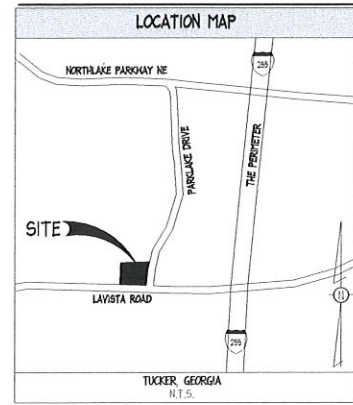 LOCATION MAP
285
NORTHLAKE PARKWAY NE
PARKLAKE DRIVE
THE PERIMETER
SITE
N
LAVISTA ROAD
285
TUCKER, GEORGIA
N.T.S.